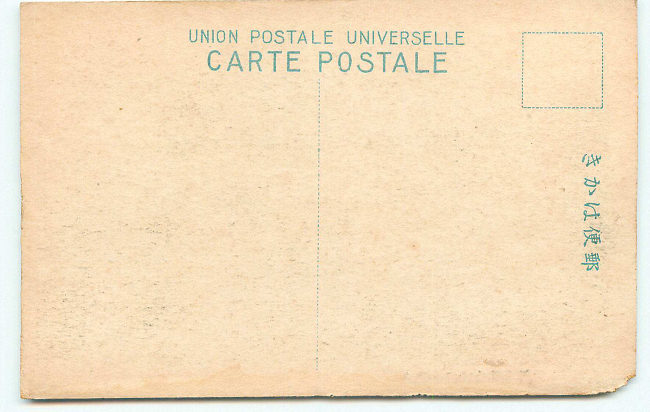 UNION POSTALE UNIVERSELLE
CARTE POSTALE
郵便はかき